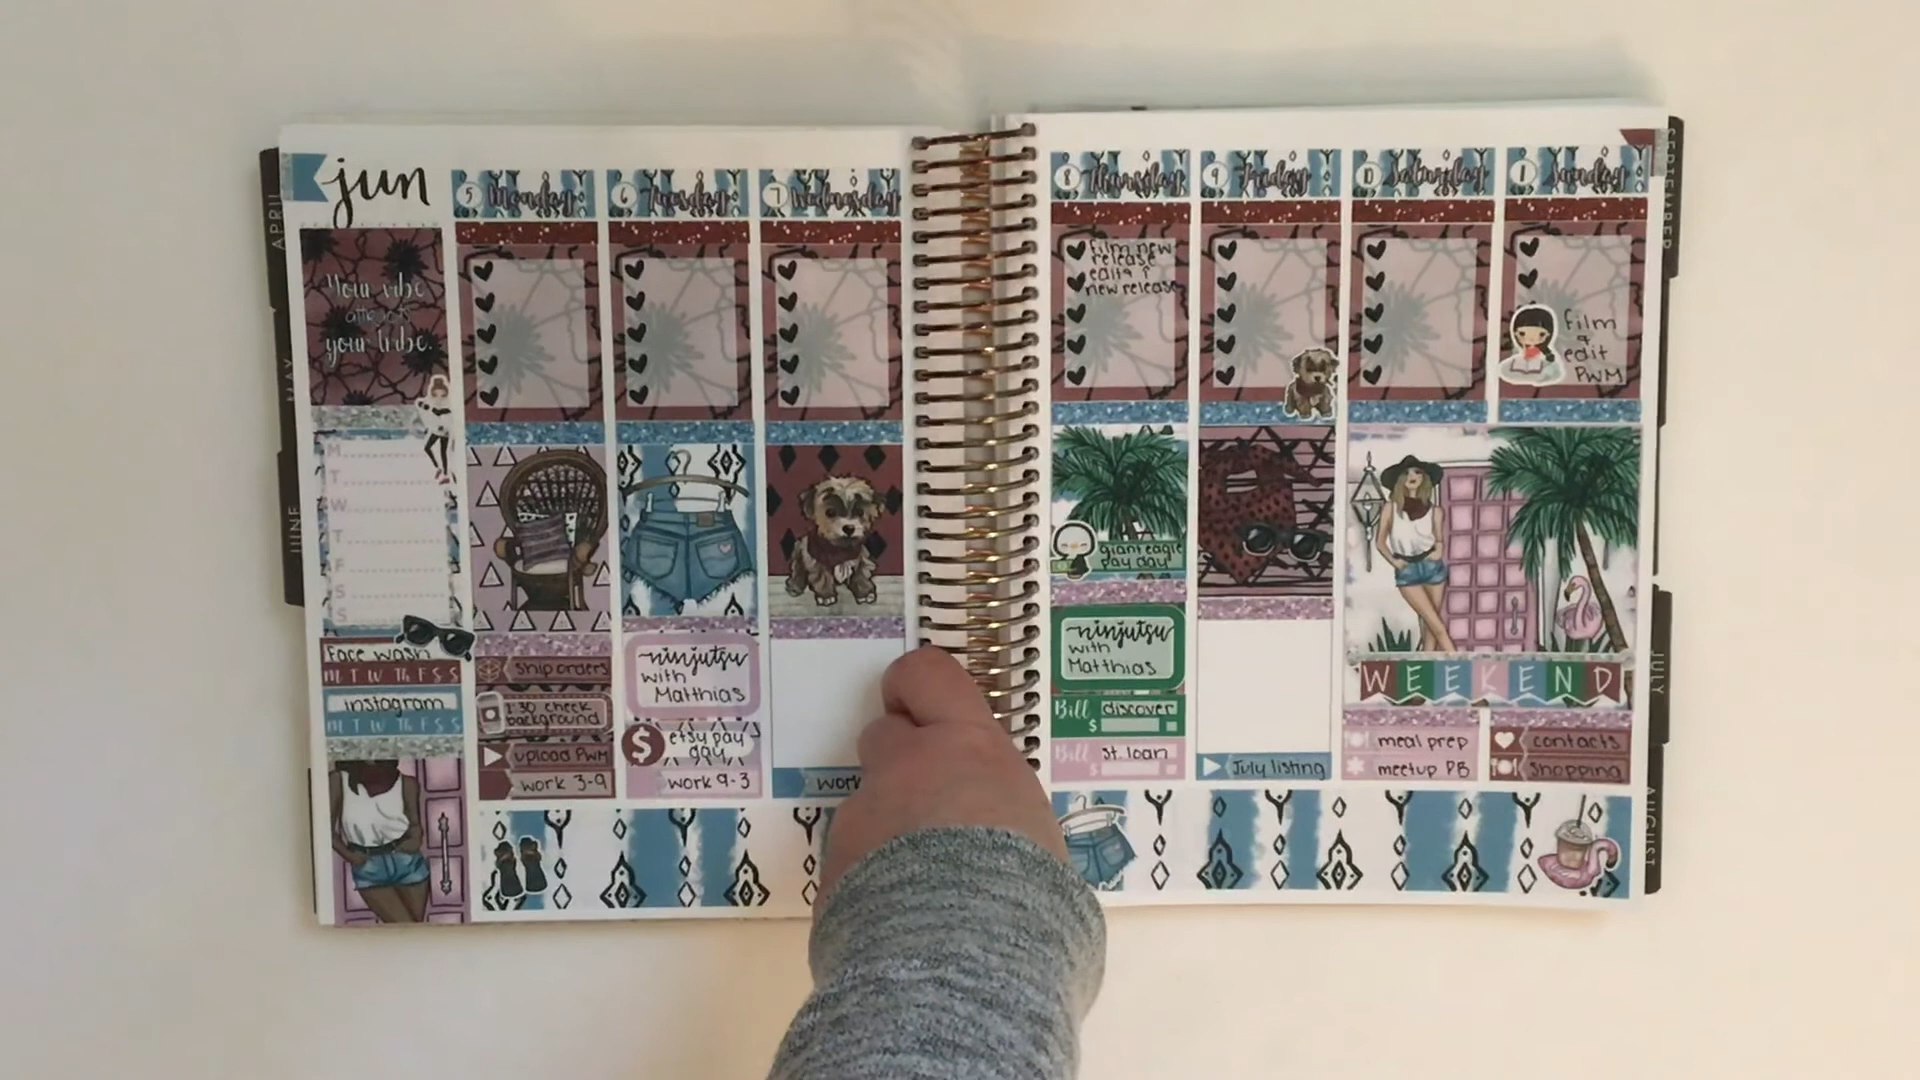 jun
Your vibe
attracts
your tribe.
M
T
W
T
F
S
S
Face wash
M T W Th F S S
instagram
M T W Th F S S
5 Monday
ship orders
1:30 check
background
upload PWM
work 3-9
6 Tuesday
ninjutsu
with
Matthias
$ etsy pay
day
work 9-3
7 Wednesday
work
8 Thursday
film new
release
edit ↑
new release
giant eagle
pay day
ninjutsu
with
Matthias
Bill discover
$
Bill st. loan
$
9 Friday
July listing
10 Saturday
WEEKEND
meal prep
meetup PB
Sunday
film
&
edit
PWM
contacts
shopping
APRIL
MAY
JUNE
SEPTEMBER
JULY
AUGUST